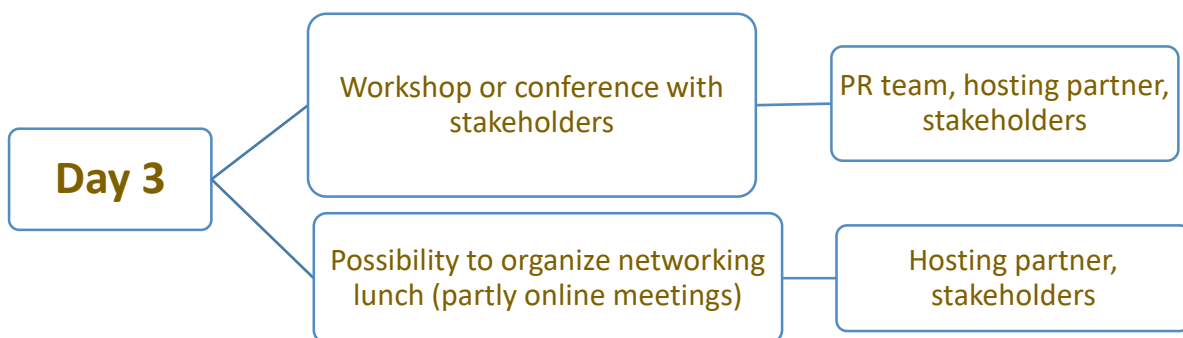 Day 3
Workshop or conference with
stakeholders
PR team, hosting partner,
stakeholders
Possibility to organize networking
lunch (partly online meetings)
Hosting partner,
stakeholders